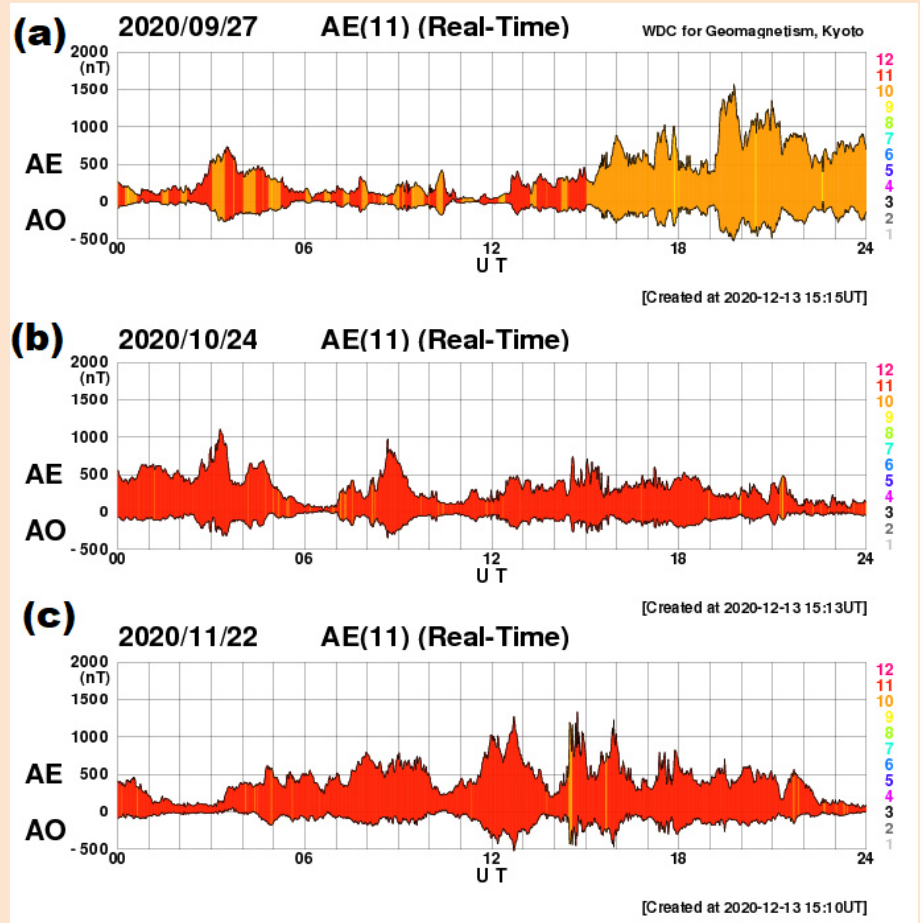 (a) 2020/09/27 AE(11) (Real-Time) WDC for Geomagnetism, Kyoto
2000
(nT)
1500
1000
500
0
-500
AE
AO
12
11
10
9
8
7
6
5
4
3
2
1
00 06 12 18 24
U T
[Created at 2020-12-13 15:15UT]
(b) 2020/10/24 AE(11) (Real-Time)
2000
(nT)
1500
1000
500
0
-500
AE
AO
12
11
10
9
8
7
6
5
4
3
2
1
00 06 12 18 24
U T
[Created at 2020-12-13 15:13UT]
(c)
2020/11/22 AE(11) (Real-Time)
2000
(nT)
1500
1000
500
0
-500
AE
AO
12
11
10
9
8
7
6
5
4
3
2
1
00 06 12 18 24
U T
[Created at 2020-12-13 15:10UT]